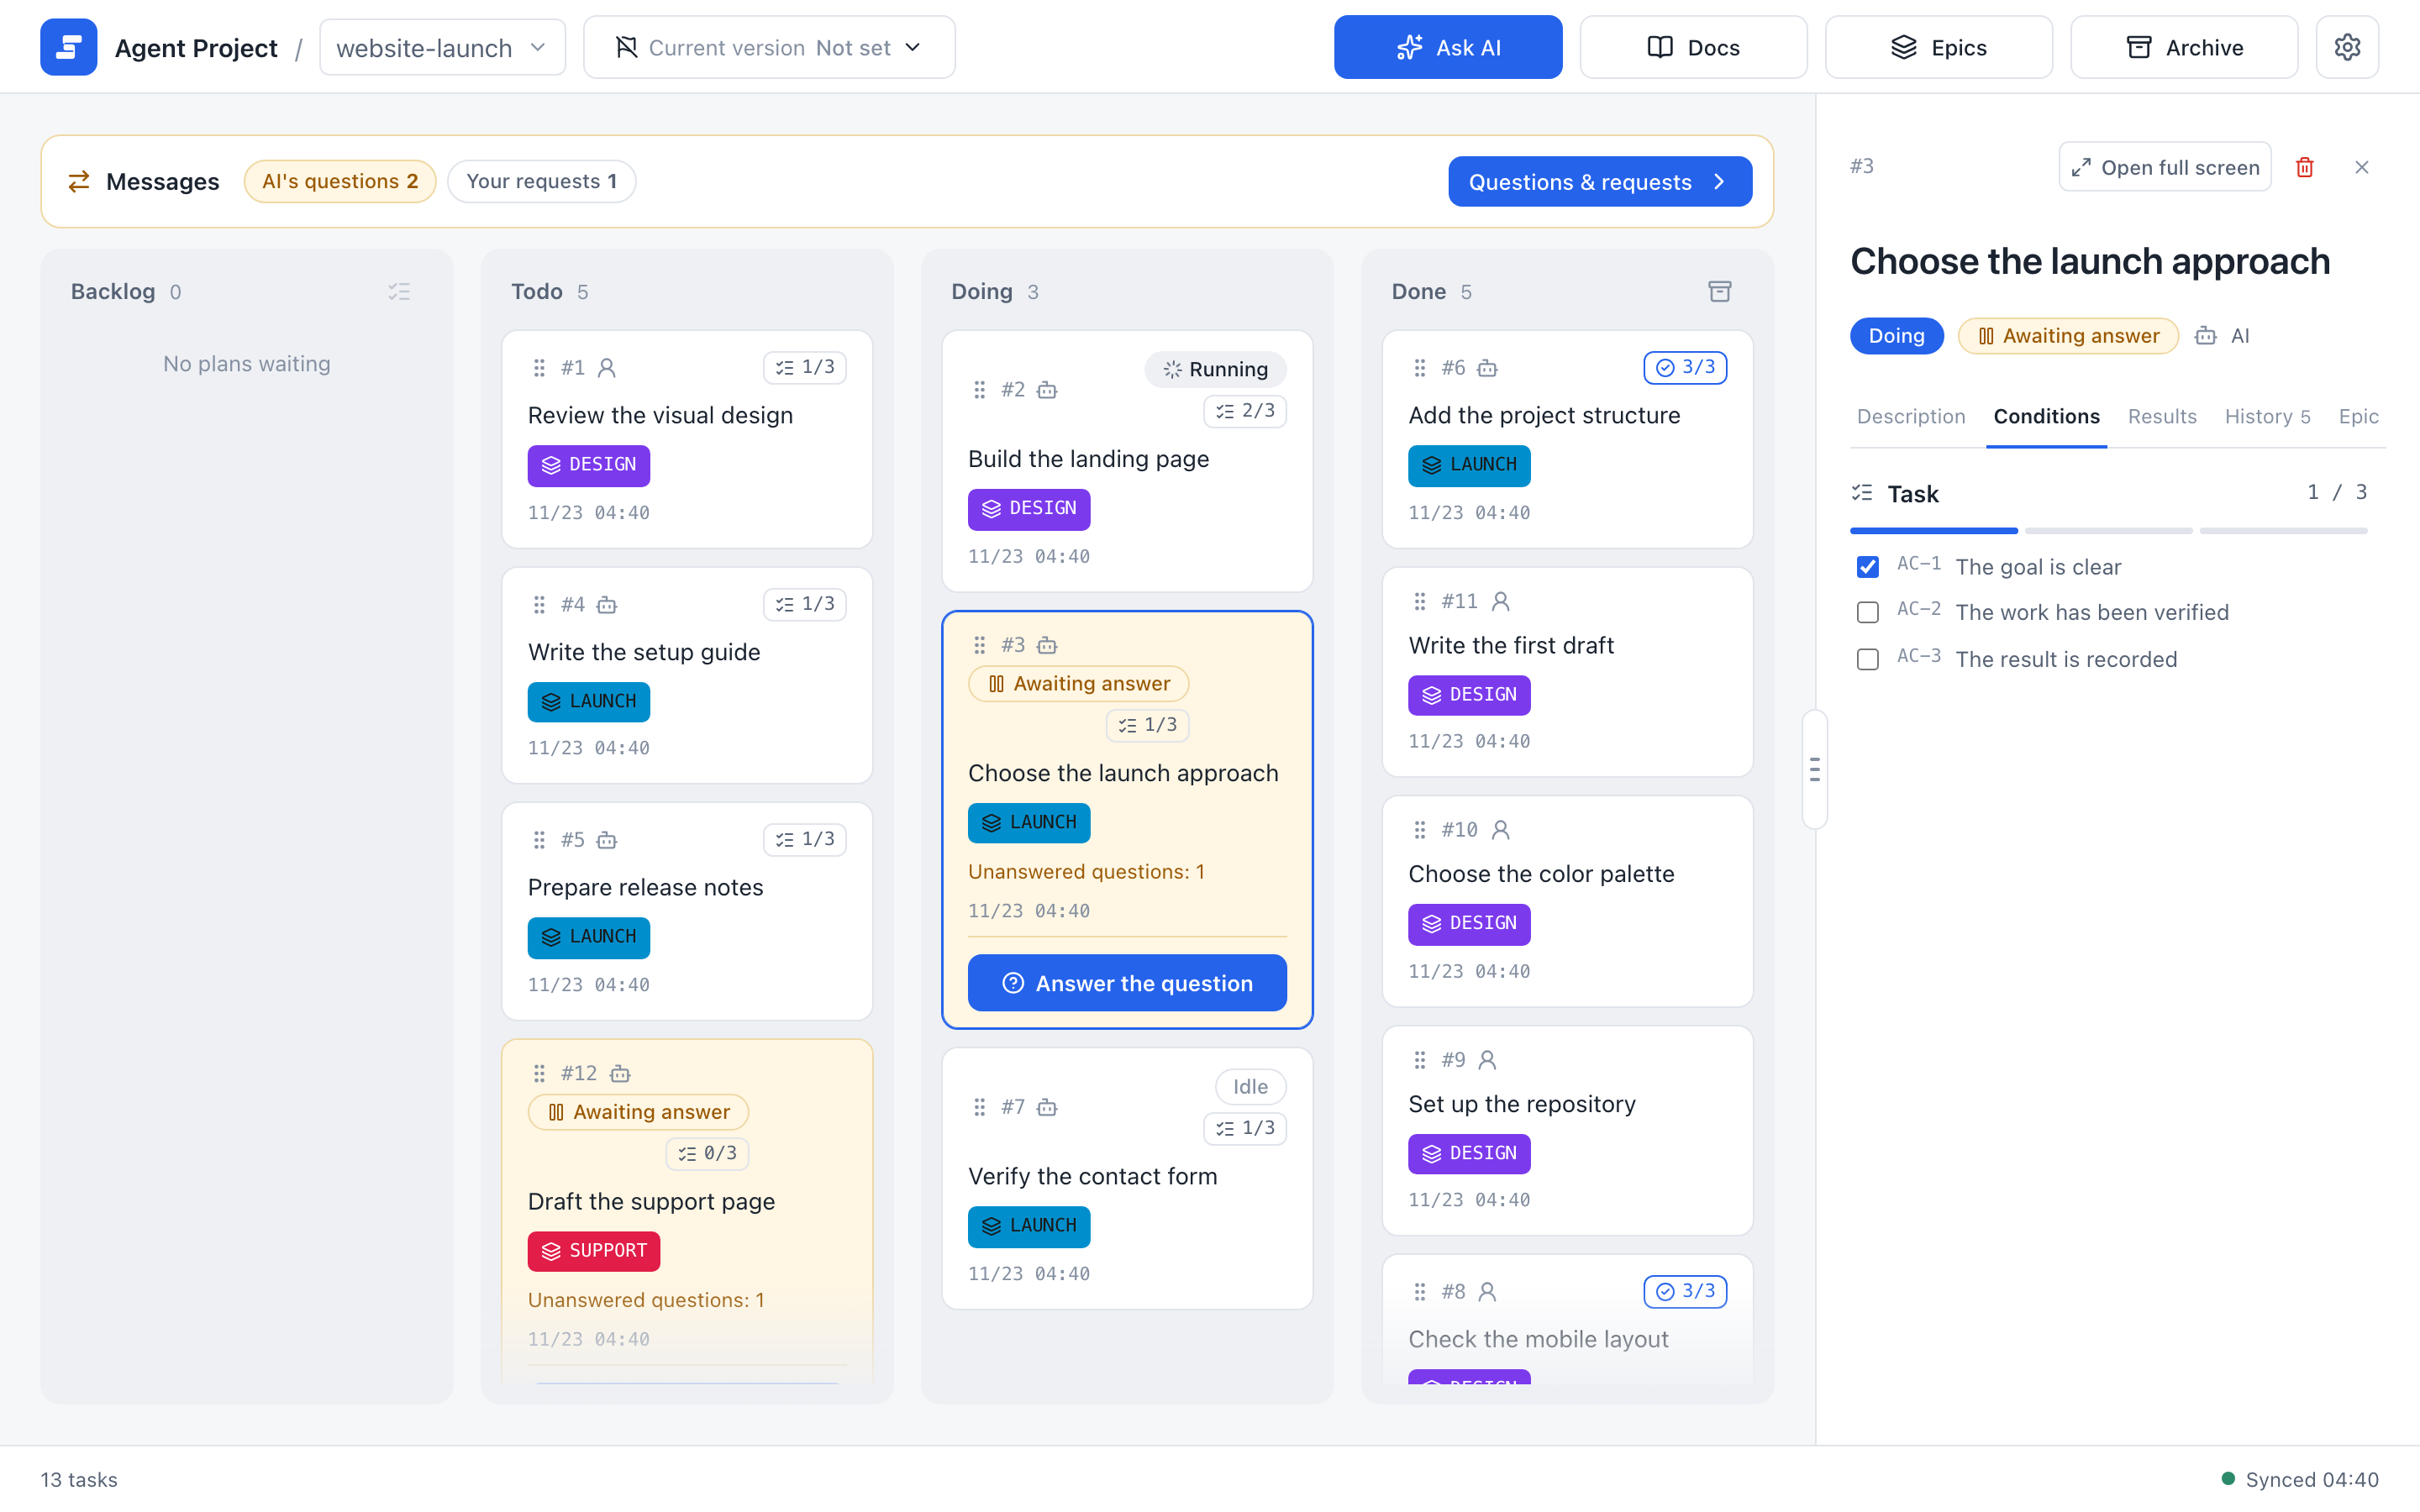 Agent Project / website-launch
Current version Not set
Ask AI
Docs
Epics
Archive
Messages
AI's questions 2
Your requests 1
Questions & requests
Backlog 0
No plans waiting
Todo 5
#1
1/3
Review the visual design
DESIGN
11/23 04:40
#4
1/3
Write the setup guide
LAUNCH
11/23 04:40
#5
1/3
Prepare release notes
LAUNCH
11/23 04:40
#12
Awaiting answer
0/3
Draft the support page
SUPPORT
Unanswered questions: 1
11/23 04:40
Doing 3
Running
#2
2/3
Build the landing page
DESIGN
11/23 04:40
#3
Awaiting answer
1/3
Choose the launch approach
LAUNCH
Unanswered questions: 1
11/23 04:40
Answer the question
Idle
#7
1/3
Verify the contact form
LAUNCH
11/23 04:40
Done 5
#6
3/3
Add the project structure
LAUNCH
11/23 04:40
#11
Write the first draft
DESIGN
11/23 04:40
#10
Choose the color palette
DESIGN
11/23 04:40
#9
Set up the repository
DESIGN
11/23 04:40
#8
3/3
Check the mobile layout
DESIGN
#3
Open full screen
Choose the launch approach
Doing
Awaiting answer
AI
Description
Conditions
Results
History 5
Epic
Task
1 / 3
AC-1 The goal is clear
AC-2 The work has been verified
AC-3 The result is recorded
13 tasks
Synced 04:40